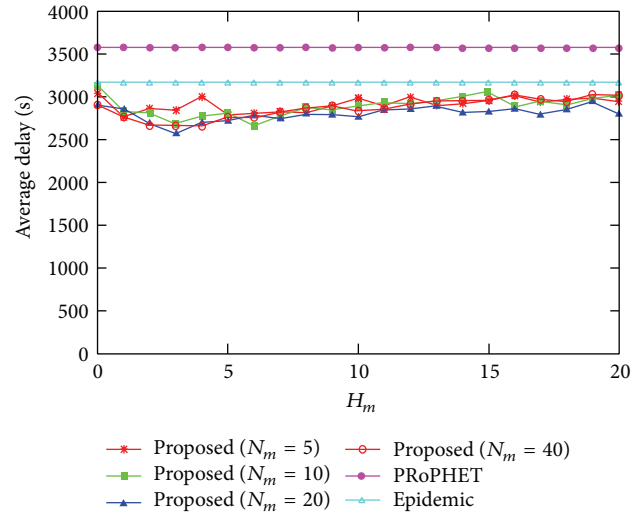 4000
3500
3000
2500
2000
1500
1000
500
0
Average delay (s)
0 5 10 15 20
H_m
Proposed (N_m = 5)
Proposed (N_m = 10)
Proposed (N_m = 20)
Proposed (N_m = 40)
PRoPHET
Epidemic